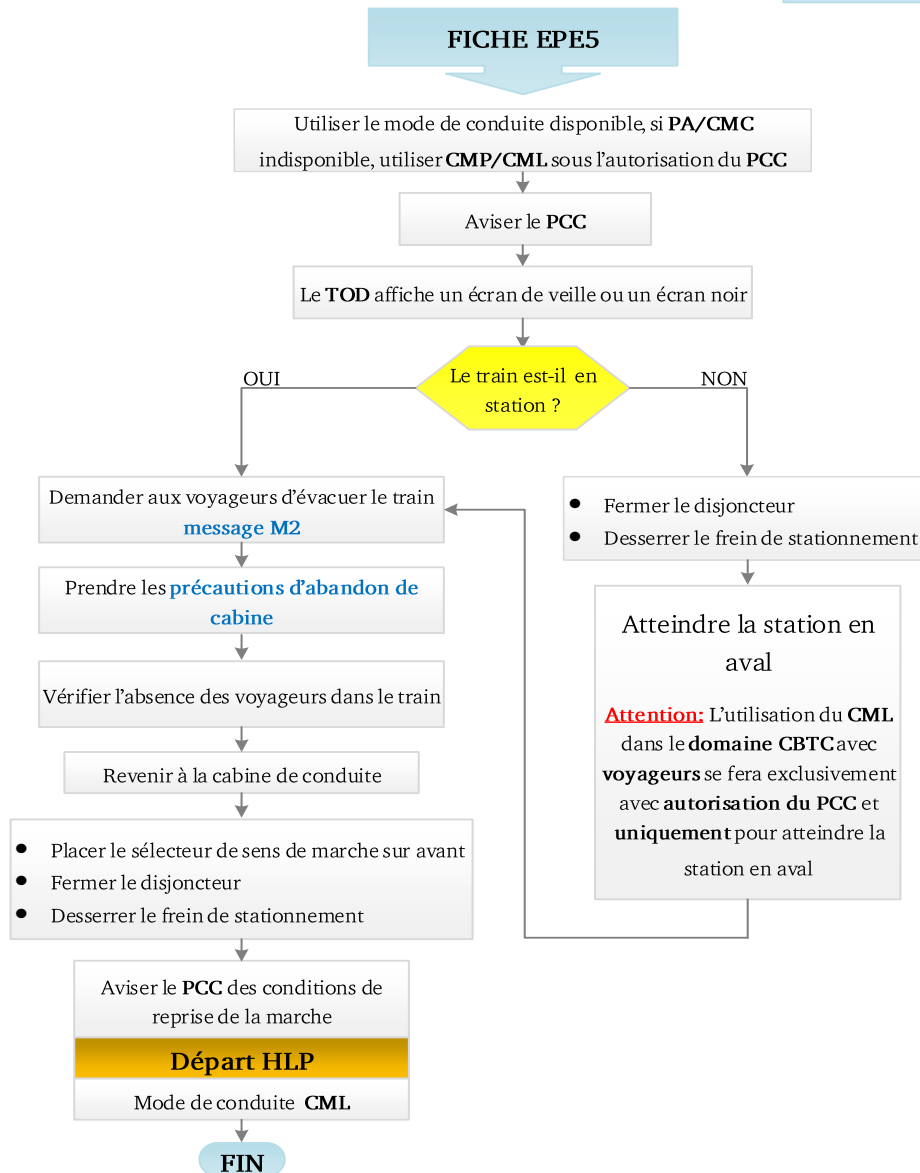 FICHE EPE5
Utiliser le mode de conduite disponible, si PA/CMC
indisponible, utiliser CMP/CML sous l'autorisation du PCC
Aviser le PCC
Le TOD affiche un écran de veille ou un écran noir
Le train est-il en
station ?
OUI
NON
Demander aux voyageurs d'évacuer le train
message M2
Prendre les précautions d'abandon de
cabine
Vérifier l'absence des voyageurs dans le train
Revenir à la cabine de conduite
• Placer le sélecteur de sens de marche sur avant
• Fermer le disjoncteur
• Desserrer le frein de stationnement
Aviser le PCC des conditions de
reprise de la marche
Départ HLP
Mode de conduite CML
FIN
• Fermer le disjoncteur
• Desserrer le frein de stationnement
Atteindre la station en
aval
Attention: L'utilisation du CML
dans le domaine CBTC avec
voyageurs se fera exclusivement
avec autorisation du PCC et
uniquement pour atteindre la
station en aval